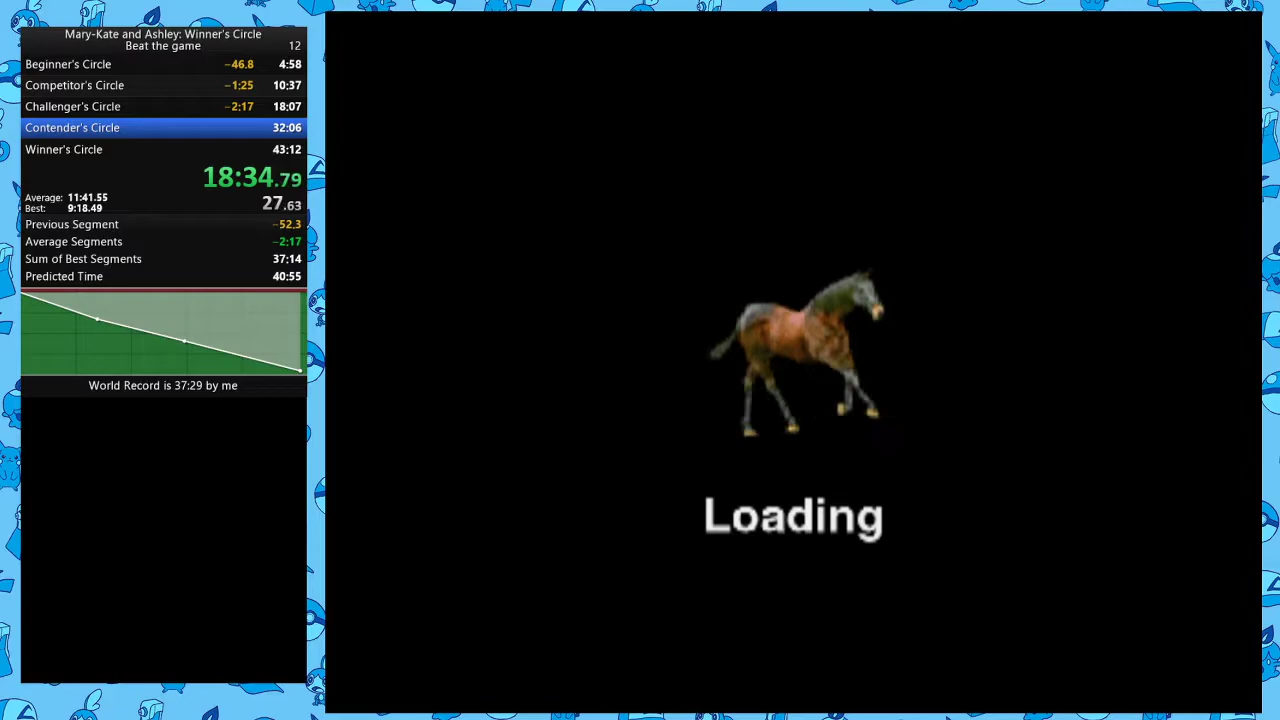 Mary-Kate and Ashley: Winner's Circle
Beat the game 12
Beginner's Circle −46.8 4:58
Competitor's Circle −1:25 10:37
Challenger's Circle −2:17 18:07
Contender's Circle 32:06
Winner's Circle 43:12
18:34.79
Average: 11:41.55
Best: 9:18.49
27.63
Previous Segment −52.3
Average Segments −2:17
Sum of Best Segments 37:14
Predicted Time 40:55
World Record is 37:29 by me
Loading